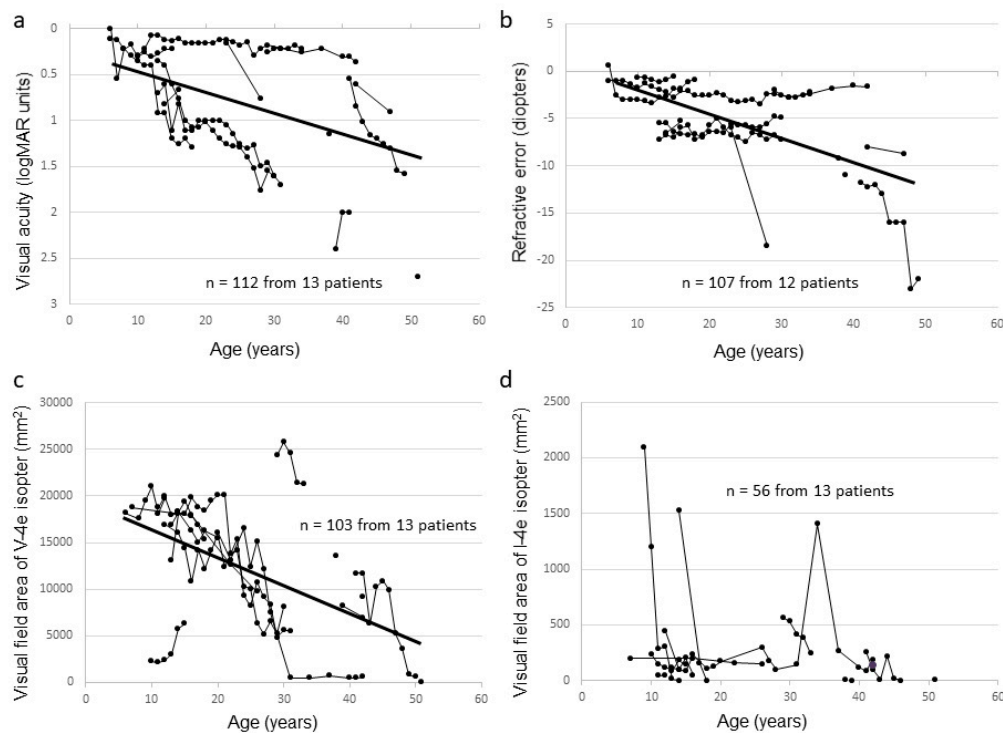 a
Visual acuity (logMAR units)
0
0.5
1
1.5
2
2.5
3
n = 112 from 13 patients
0 10 20 30 40 50 60
Age (years)
b
Refractive error (diopters)
5
0
-5
-10
-15
-20
-25
n = 107 from 12 patients
0 10 20 30 40 50 60
Age (years)
c
Visual field area of V-4e isopter (mm²)
30000
25000
20000
15000
10000
5000
0
n = 103 from 13 patients
0 10 20 30 40 50 60
Age (years)
d
Visual field area of I-4e isopter (mm²)
2500
2000
1500
1000
500
0
n = 56 from 13 patients
0 10 20 30 40 50 60
Age (years)